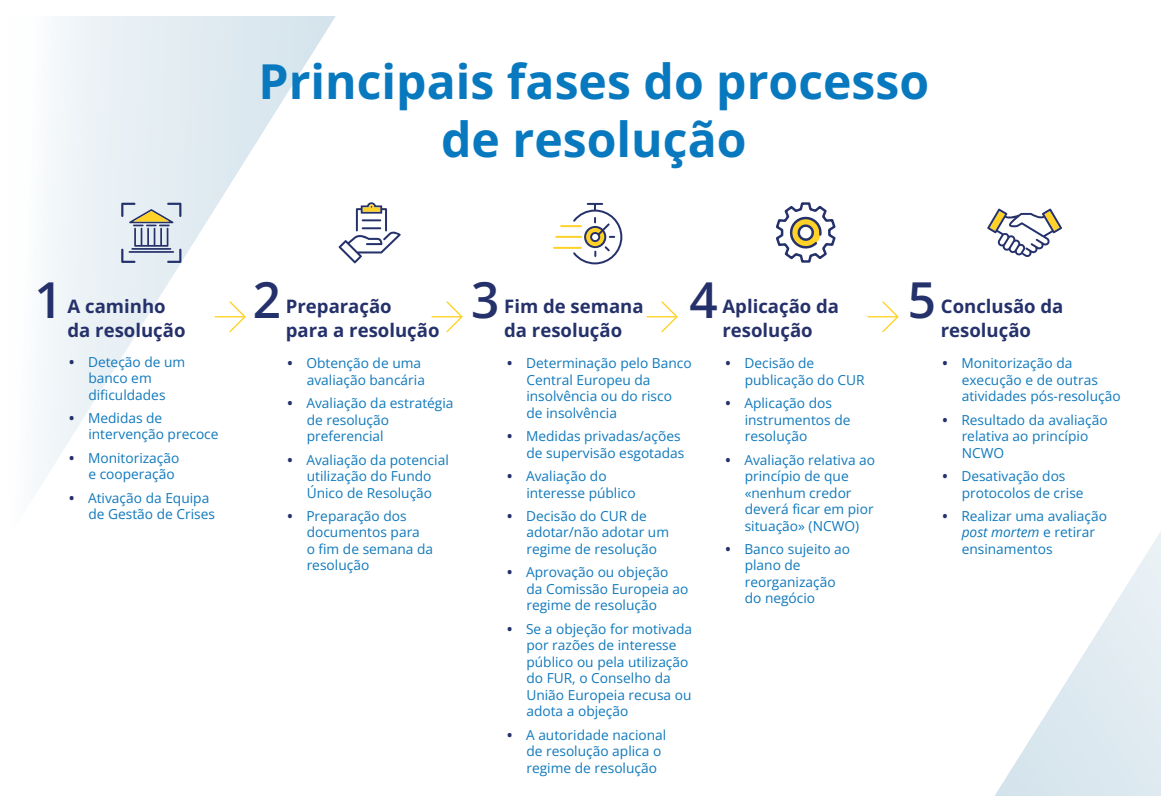 Principais fases do processo
de resolução
1 A caminho
da resolução
• Deteção de um
banco em
dificuldades
• Medidas de
intervenção precoce
• Monitorização
e cooperação
• Ativação da Equipa
de Gestão de Crises
2 Preparação
para a resolução
• Obtenção de uma
avaliação bancária
• Avaliação da estratégia
de resolução
preferencial
• Avaliação da potencial
utilização do Fundo
Único de Resolução
• Preparação dos
documentos para
o fim de semana da
resolução
3 Fim de semana
da resolução
• Determinação pelo Banco
Central Europeu da
insolvência ou do risco
de insolvência
• Medidas privadas/ações
de supervisão esgotadas
• Avaliação do
interesse público
• Decisão do CUR de
adotar/não adotar um
regime de resolução
• Aprovação ou objeção
da Comissão Europeia ao
regime de resolução
• Se a objeção for motivada
por razões de interesse
público ou pela utilização
do FUR, o Conselho da
União Europeia recusa ou
adota a objeção
• A autoridade nacional
de resolução aplica o
regime de resolução
4 Aplicação da
resolução
• Decisão de
publicação do CUR
• Aplicação dos
instrumentos de
resolução
• Avaliação relativa ao
princípio de que
«nenhum credor
deverá ficar em pior
situação» (NCWO)
• Banco sujeito ao
plano de
reorganização
do negócio
5 Conclusão da
resolução
• Monitorização da
execução e de outras
atividades pós-resolução
• Resultado da avaliação
relativa ao princípio
NCWO
• Desativação dos
protocolos de crise
• Realizar uma avaliação
post mortem e retirar
ensinamentos